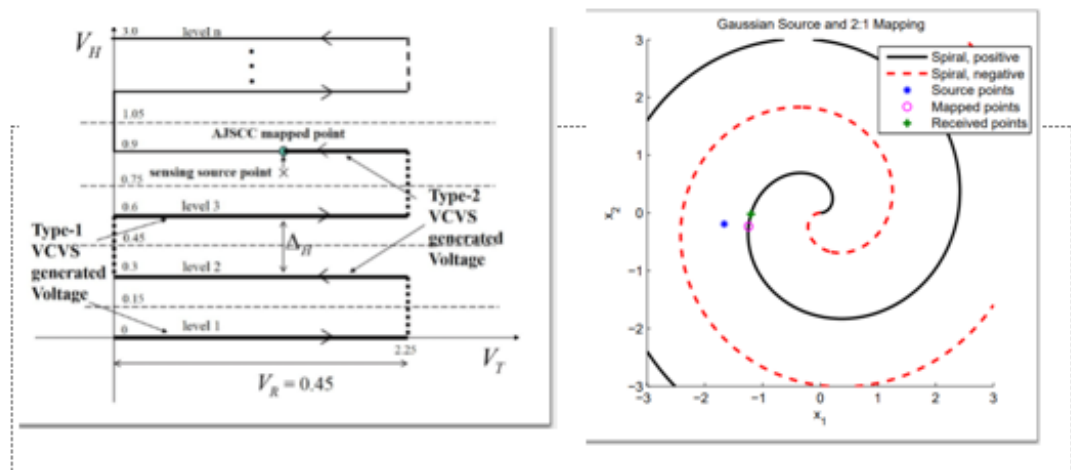 V_H
3.0
level n
1.05
AJSCC mapped point
0.9
sensing source point
0.75
Type-2
VCVS
generated
Voltage
0.6
level 3
Type-1
VCVS
generated
Voltage
0.45
Δ_H
0.3
level 2
0.15
level 1
0
2.25
V_T
V_R = 0.45
Gaussian Source and 2:1 Mapping
Spiral, positive
Spiral, negative
Source points
Mapped points
Received points
x_2
3
2
1
0
-1
-2
-3
-3
-2
-1
0
1
2
3
x_1